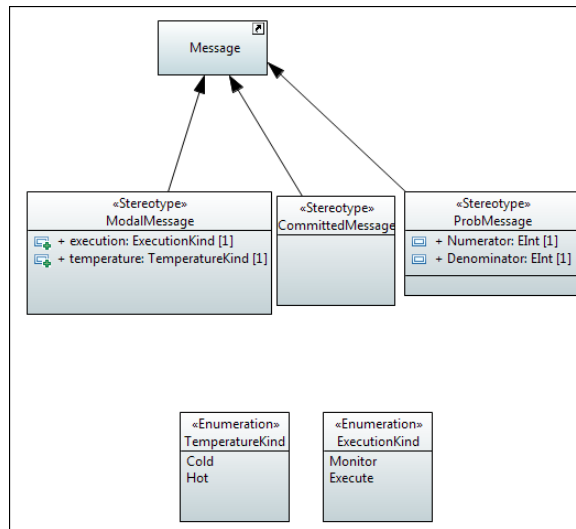 Message
«Stereotype»
ModalMessage
+ execution: ExecutionKind [1]
+ temperature: TemperatureKind [1]
«Stereotype»
CommittedMessage
«Stereotype»
ProbMessage
+ Numerator: EInt [1]
+ Denominator: EInt [1]
«Enumeration»
TemperatureKind
Cold
Hot
«Enumeration»
ExecutionKind
Monitor
Execute